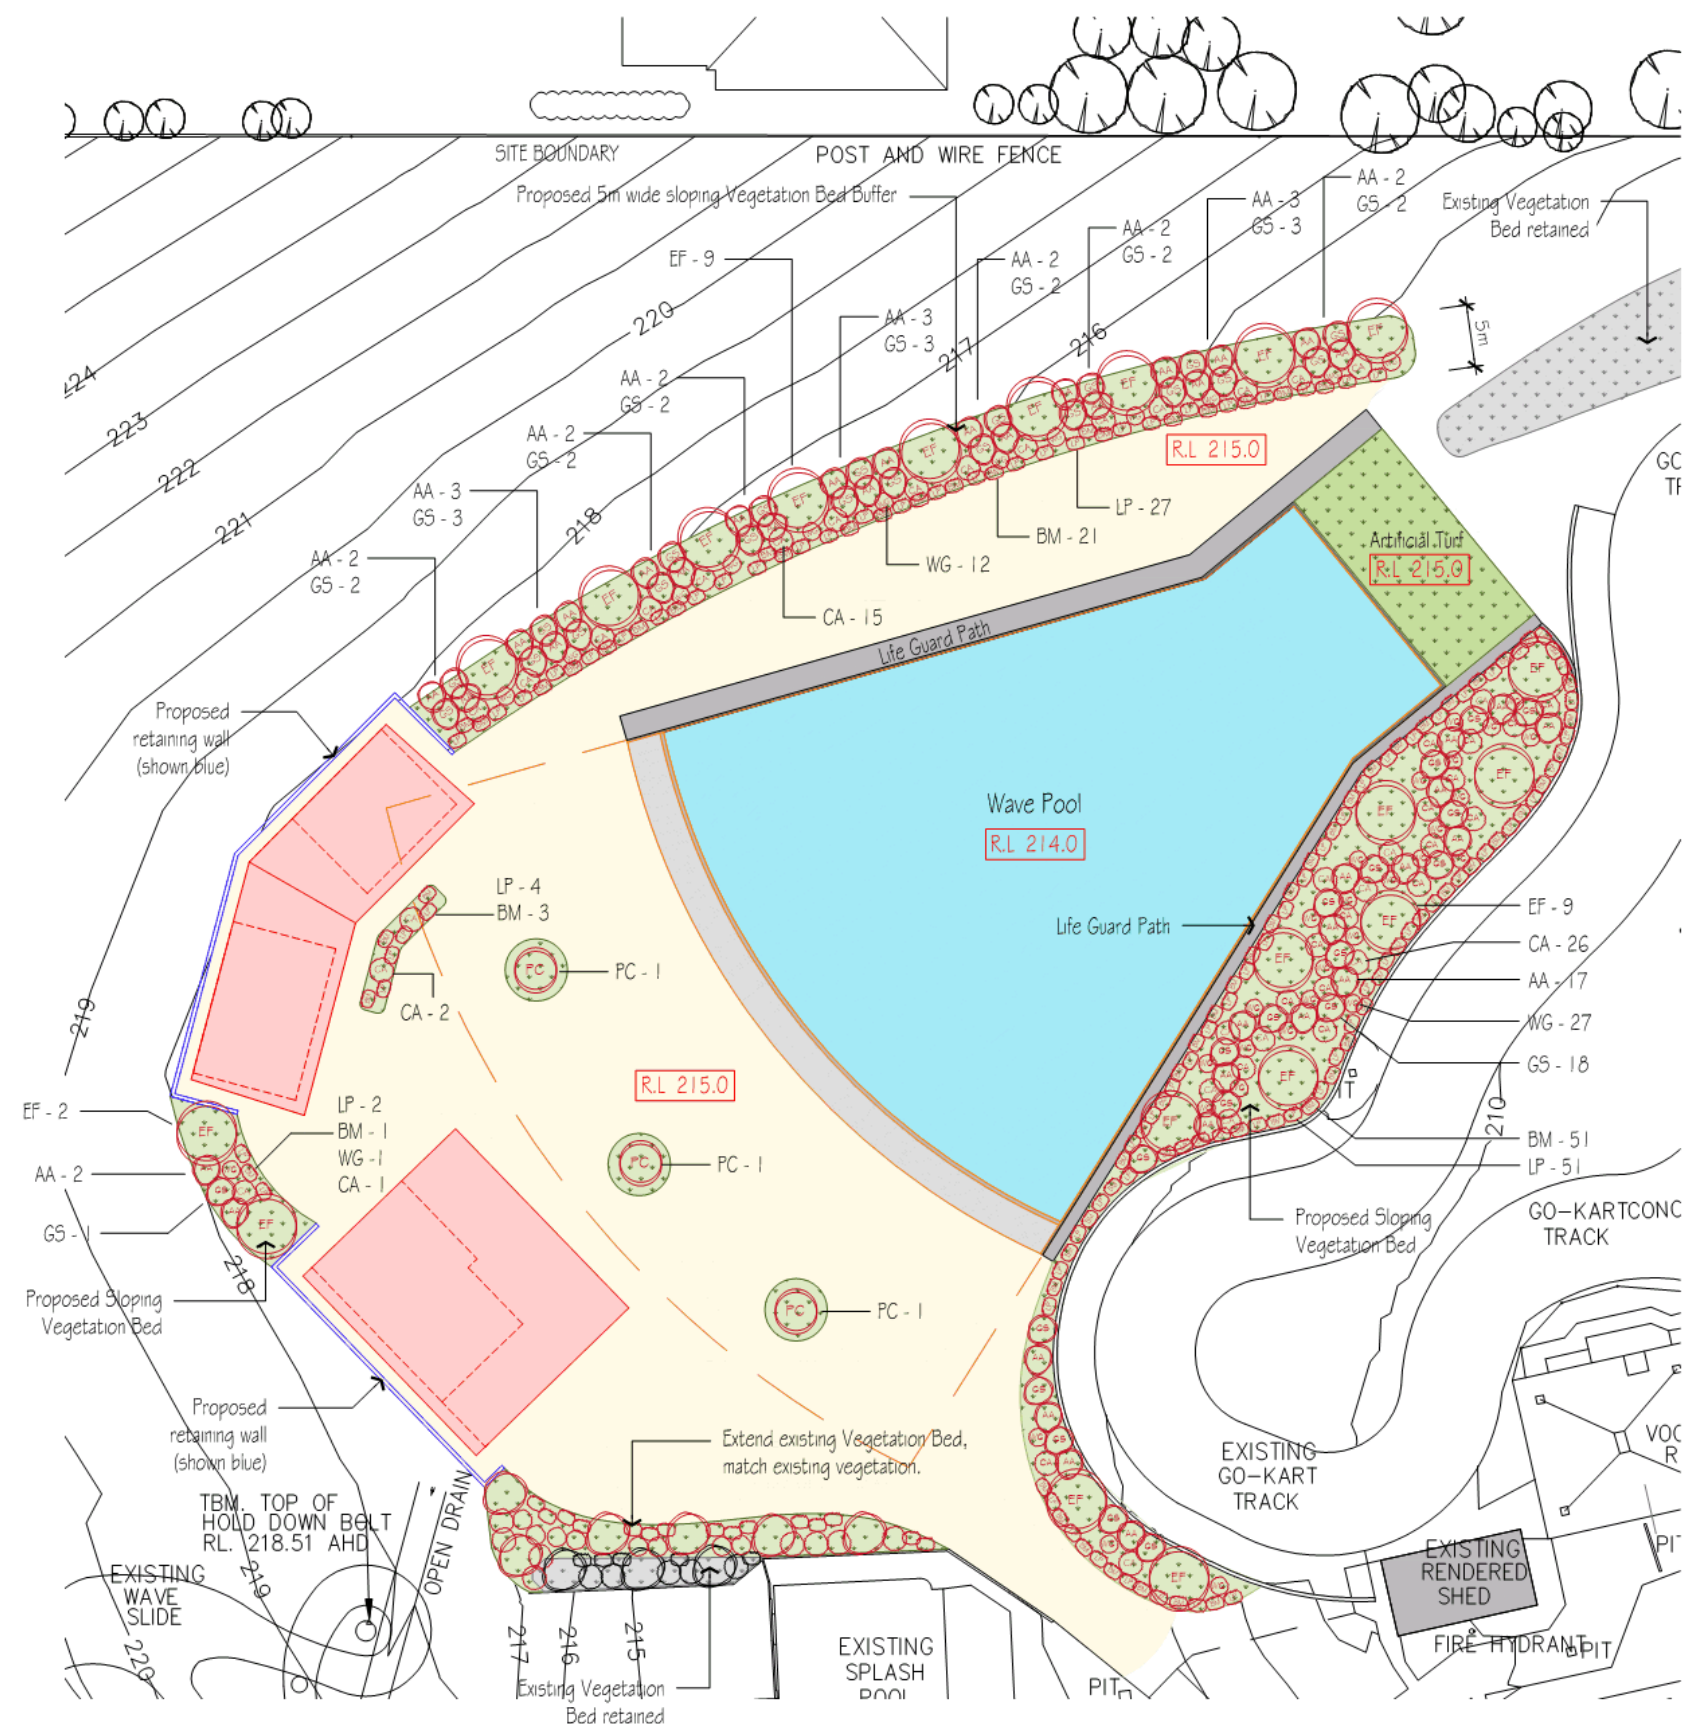 SITE BOUNDARY
POST AND WIRE FENCE
Proposed 5m wide sloping Vegetation Bed Buffer
AA - 2
GS - 2
AA - 3
GS - 3
AA - 2
GS - 2
AA - 2
GS - 2
Existing Vegetation
Bed retained
EF - 9
AA - 3
GS - 3
AA - 2
GS - 2
AA - 2
GS - 2
AA - 3
GS - 3
AA - 2
GS - 2
224
223
222
221
220
218
217
216
5m
R.L 215.0
LP - 27
BM - 21
WG - 12
CA - 15
Artificial Turf
R.L 215.0
Life Guard Path
Proposed
retaining wall
(shown blue)
Wave Pool
R.L 214.0
LP - 4
BM - 3
CA - 2
PC
PC - 1
Life Guard Path
EF - 9
CA - 26
AA - 17
WG - 27
GS - 18
BM - 51
LP - 51
219
R.L 215.0
EF - 2
LP - 2
BM - 1
WG - 1
CA - 1
AA - 2
GS - 1
PC
PC - 1
210
IT
Proposed Sloping
Vegetation Bed
GO-KART
TRACK
CONC
218
Proposed Sloping
Vegetation Bed
PC
PC - 1
Proposed
retaining wall
(shown blue)
Extend existing Vegetation Bed,
match existing vegetation.
EXISTING
GO-KART
TRACK
TBM. TOP OF
HOLD DOWN BOLT
RL. 218.51 AHD
OPEN DRAIN
EXISTING
WAVE
SLIDE
219
220
217
216
215
EXISTING
RENDERED
SHED
FIRE HYDRANT
PIT
PIT
EXISTING
SPLASH
POOL
Existing Vegetation
Bed retained